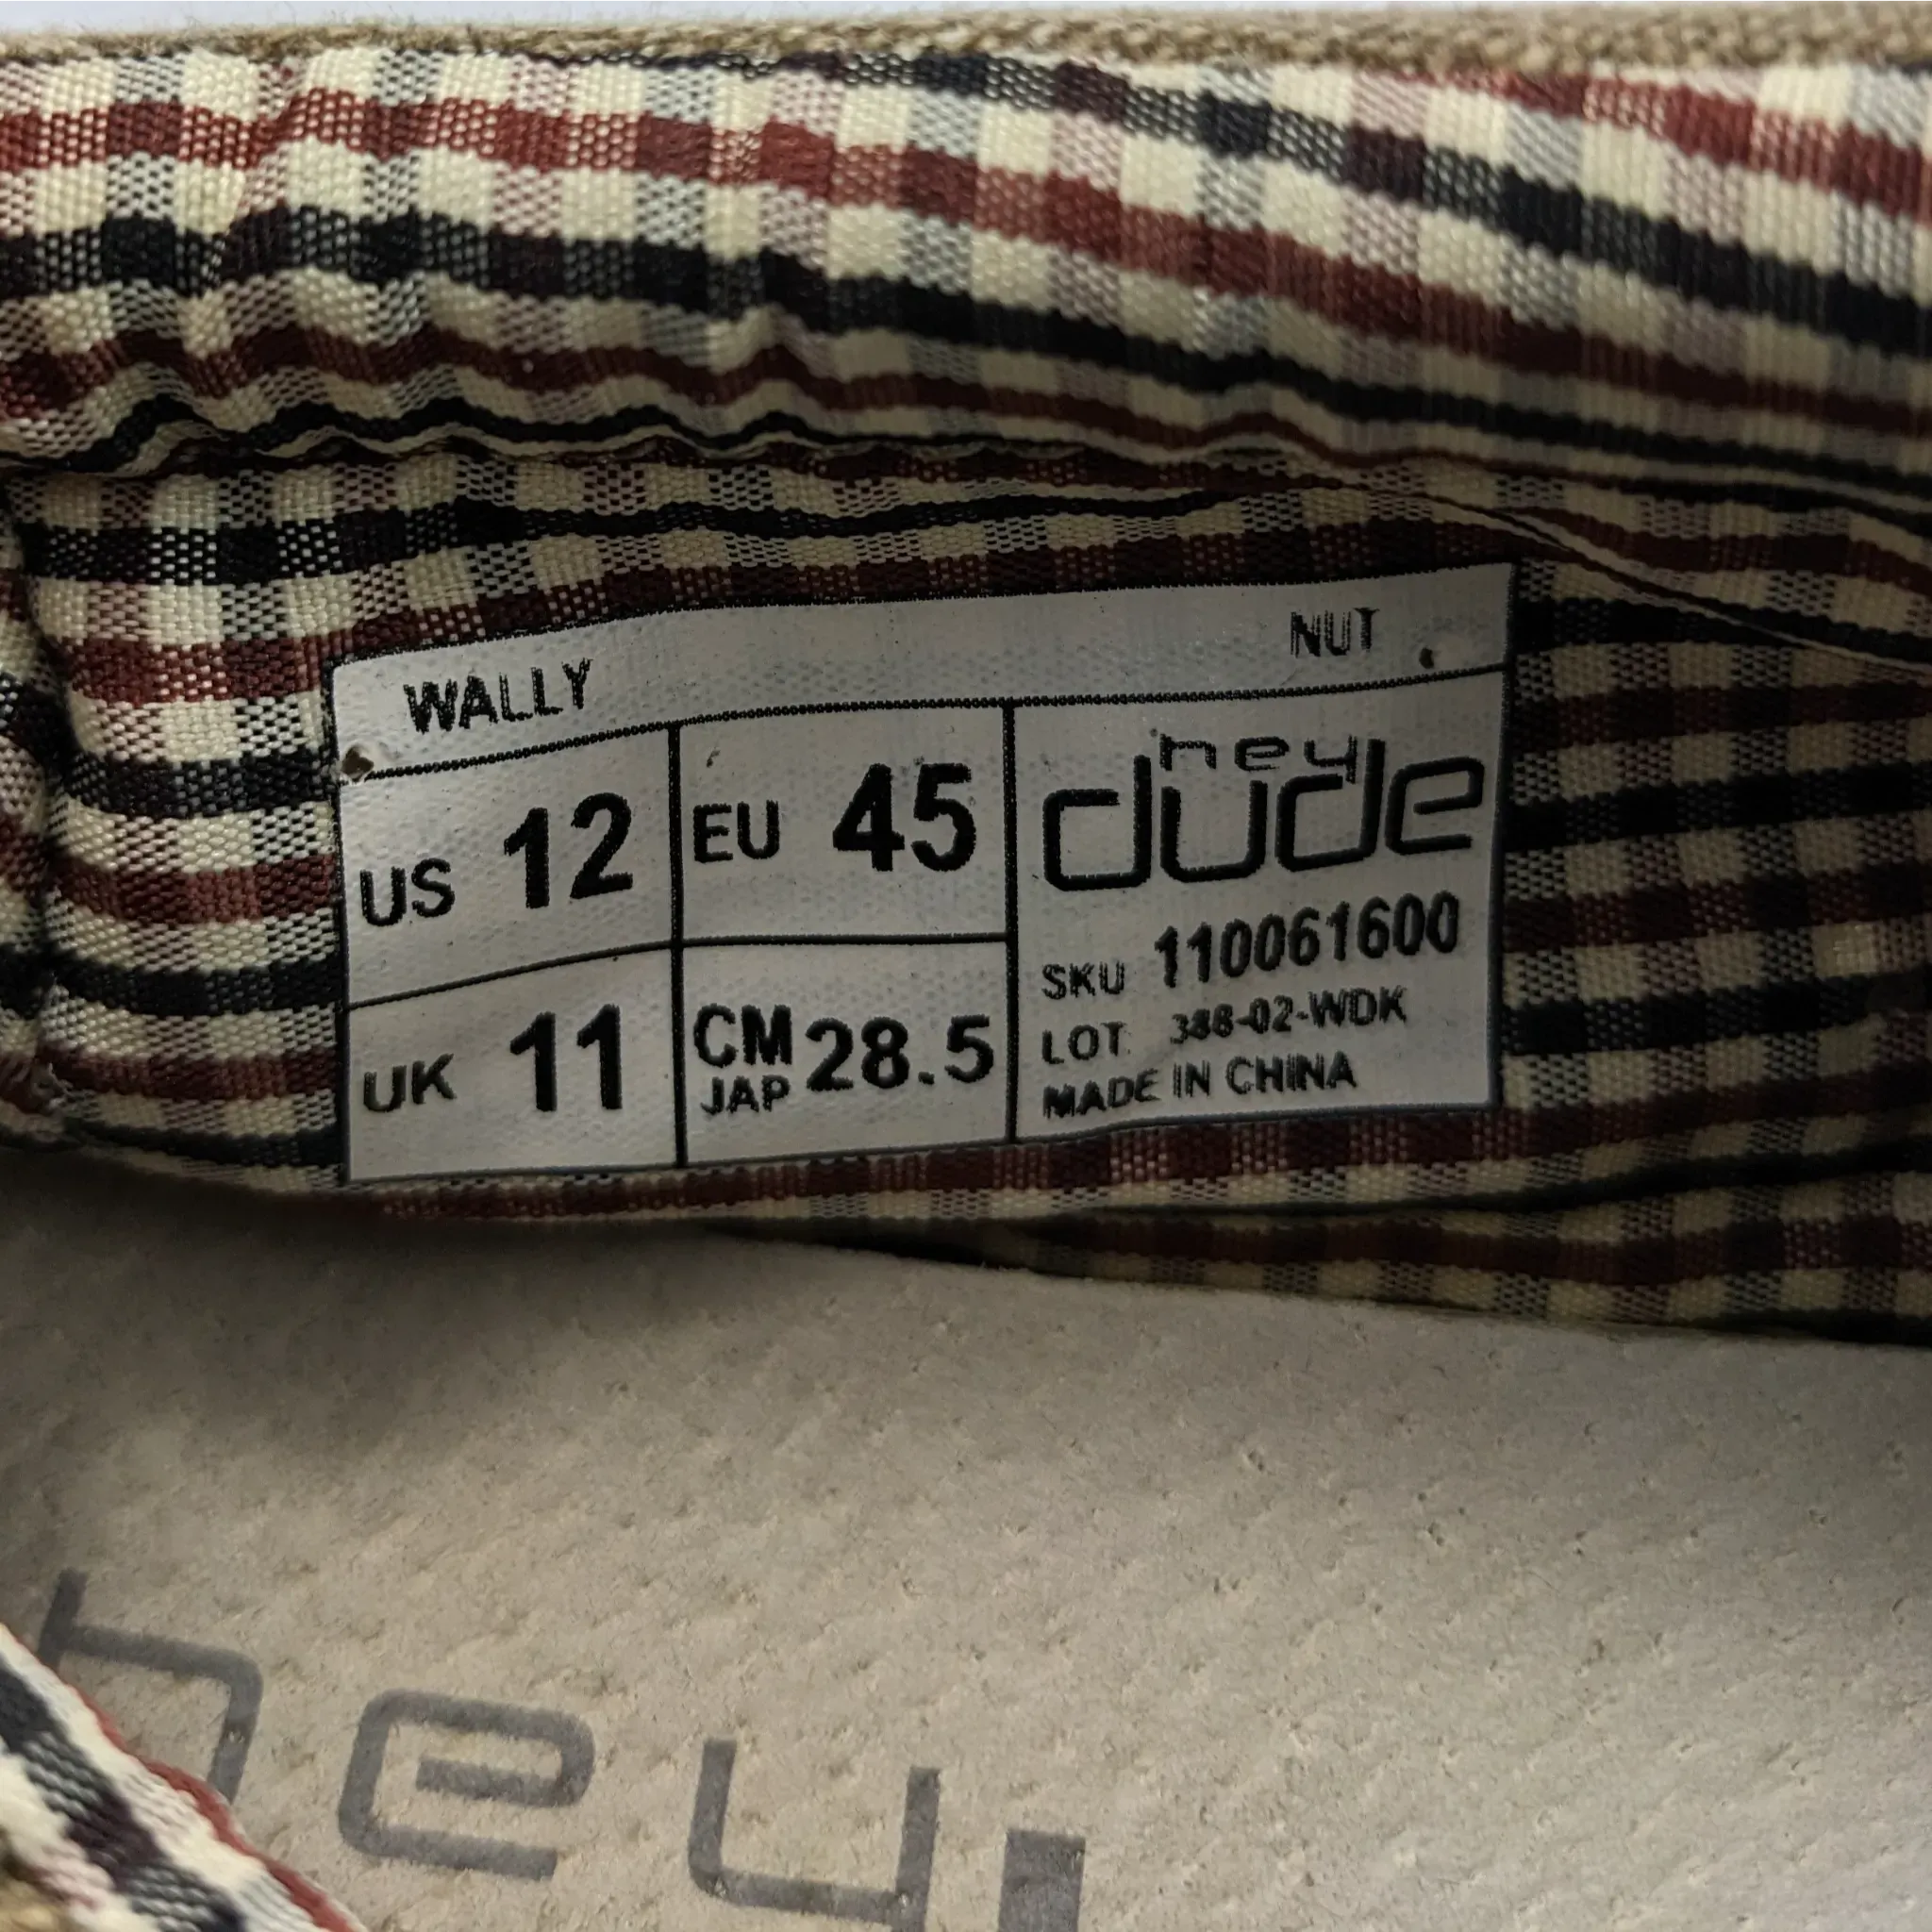 WALLY NUT
US 12 EU 45 hey
dude
SKU 110061600
UK 11 CM 28.5
JAP
LOT 388-02-WDK
MADE IN CHINA
hey